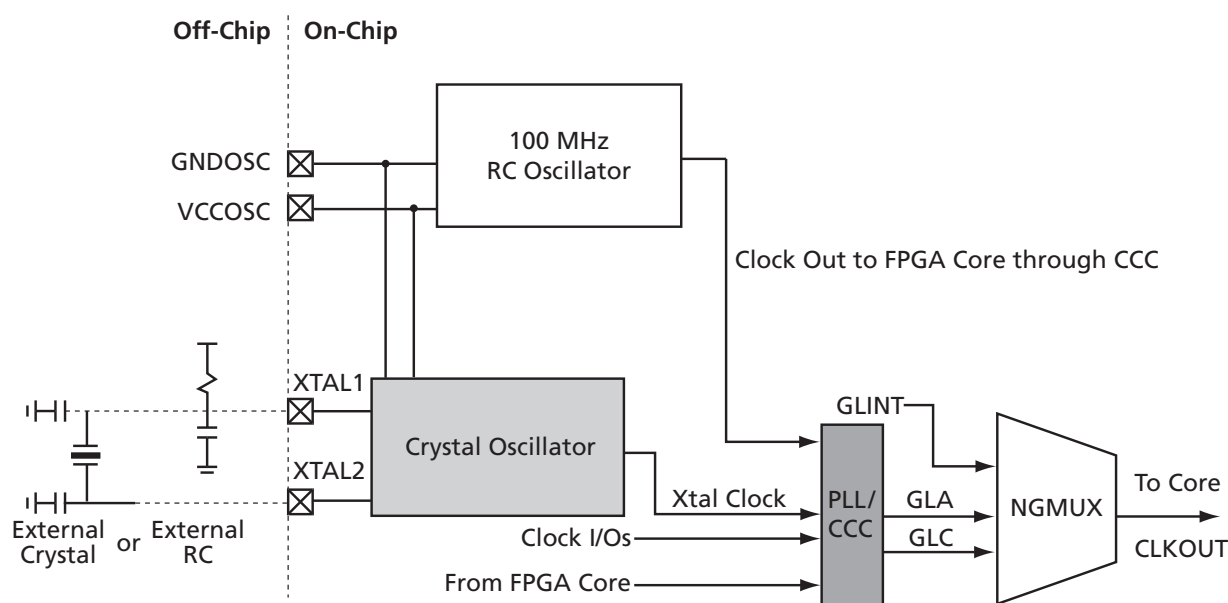 Off-Chip
On-Chip
100 MHz
RC Oscillator
GNDOSC
VCCOSC
Clock Out to FPGA Core through CCC
XTAL1
Crystal Oscillator
XTAL2
GLINT
Xtal Clock
PLL/
CCC
GLA
GLC
NGMUX
To Core
CLKOUT
Clock I/Os
From FPGA Core
External
Crystal
or
External
RC